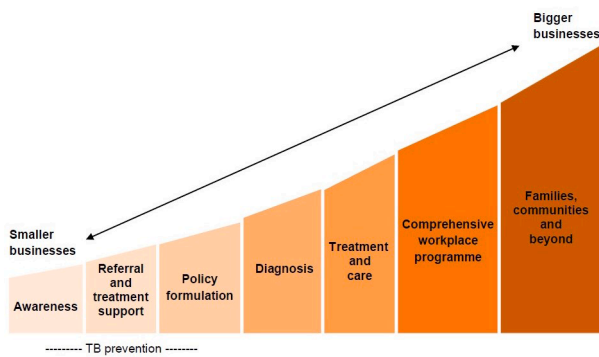 Bigger
businesses
Smaller
businesses
Awareness
Referral
and
treatment
support
Policy
formulation
Diagnosis
Treatment
and
care
Comprehensive
workplace
programme
Families,
communities
and
beyond
--------- TB prevention --------